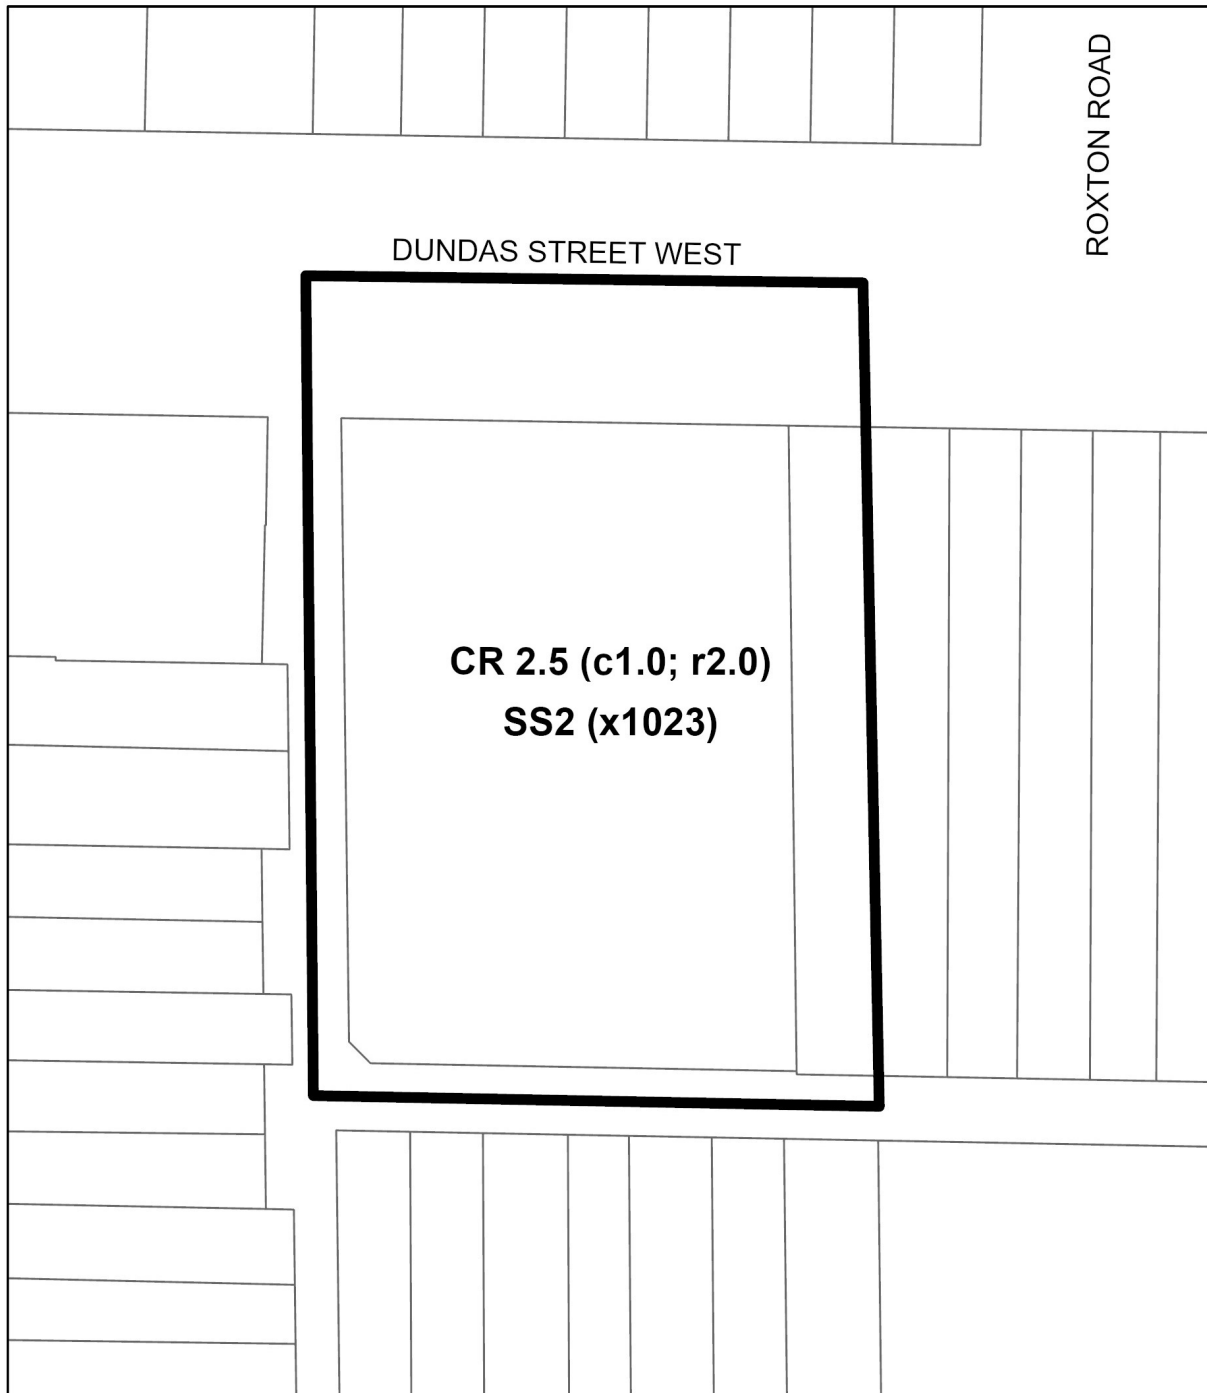 ROXTON ROAD
DUNDAS STREET WEST
CR 2.5 (c1.0; r2.0)
SS2 (x1023)